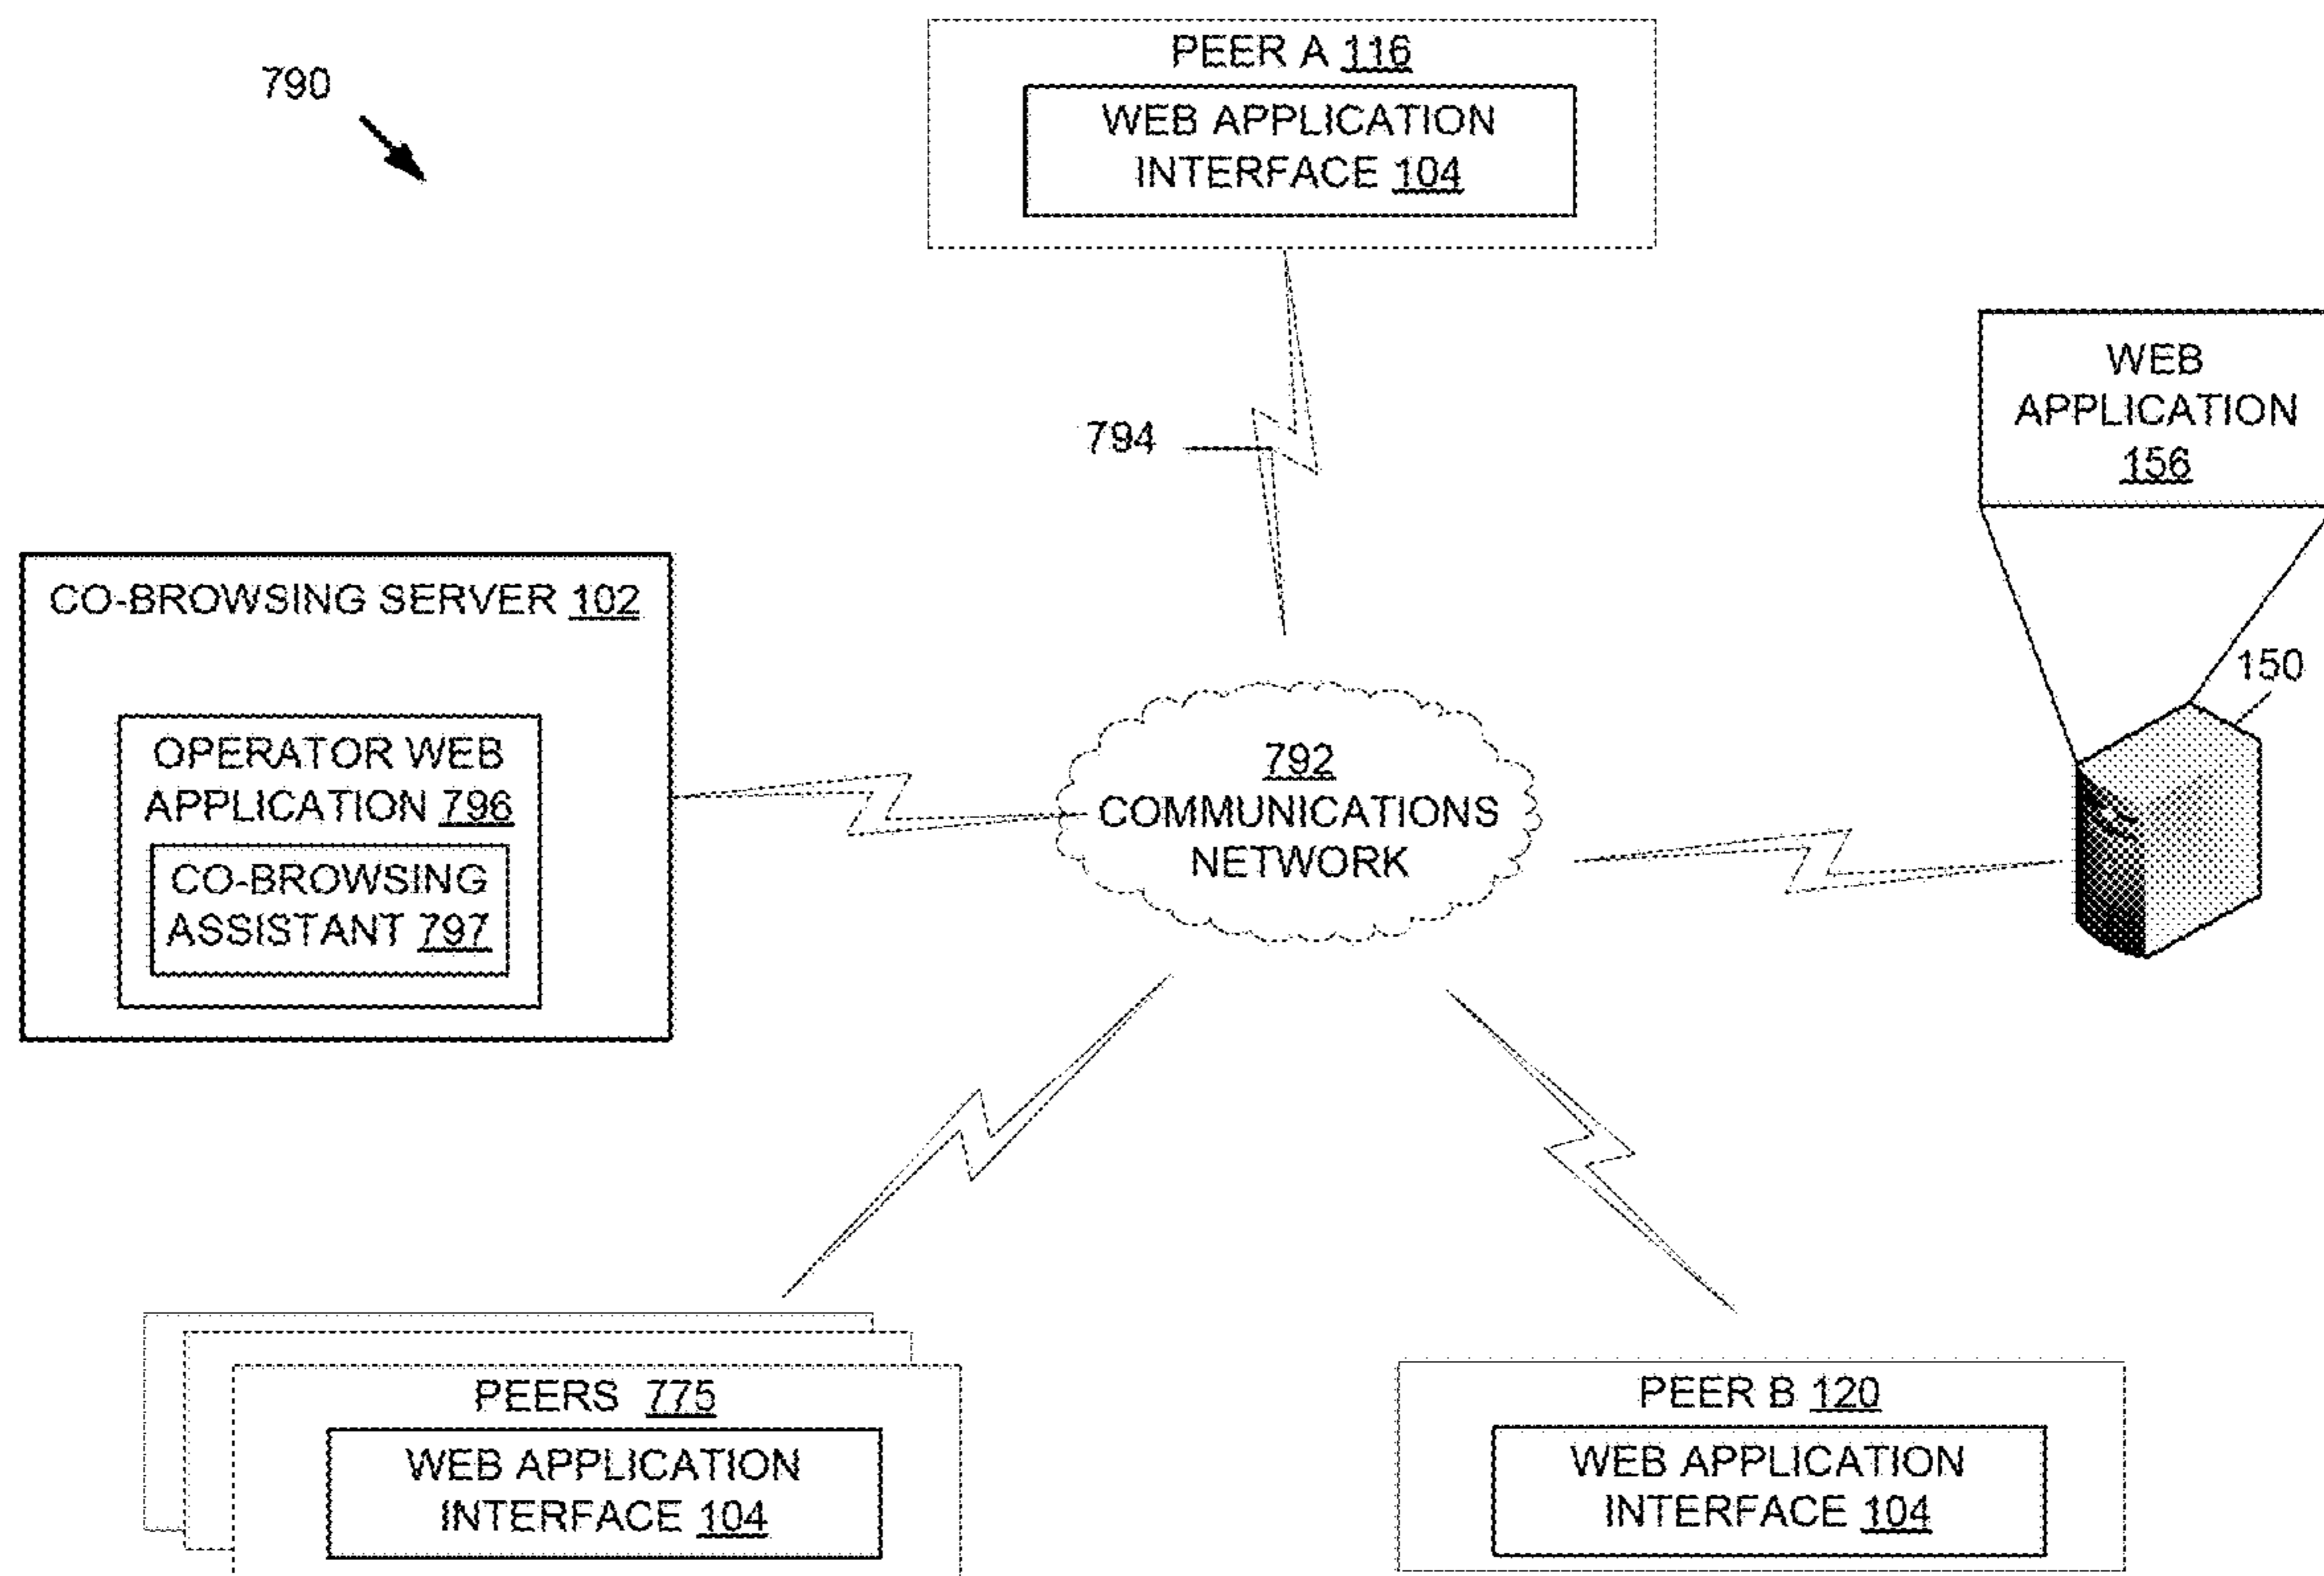 790
PEER A 116
WEB APPLICATION
INTERFACE 104
794
WEB
APPLICATION
156
150
CO-BROWSING SERVER 102
OPERATOR WEB
APPLICATION 796
CO-BROWSING
ASSISTANT 797
792
COMMUNICATIONS
NETWORK
PEERS 775
WEB APPLICATION
INTERFACE 104
PEER B 120
WEB APPLICATION
INTERFACE 104